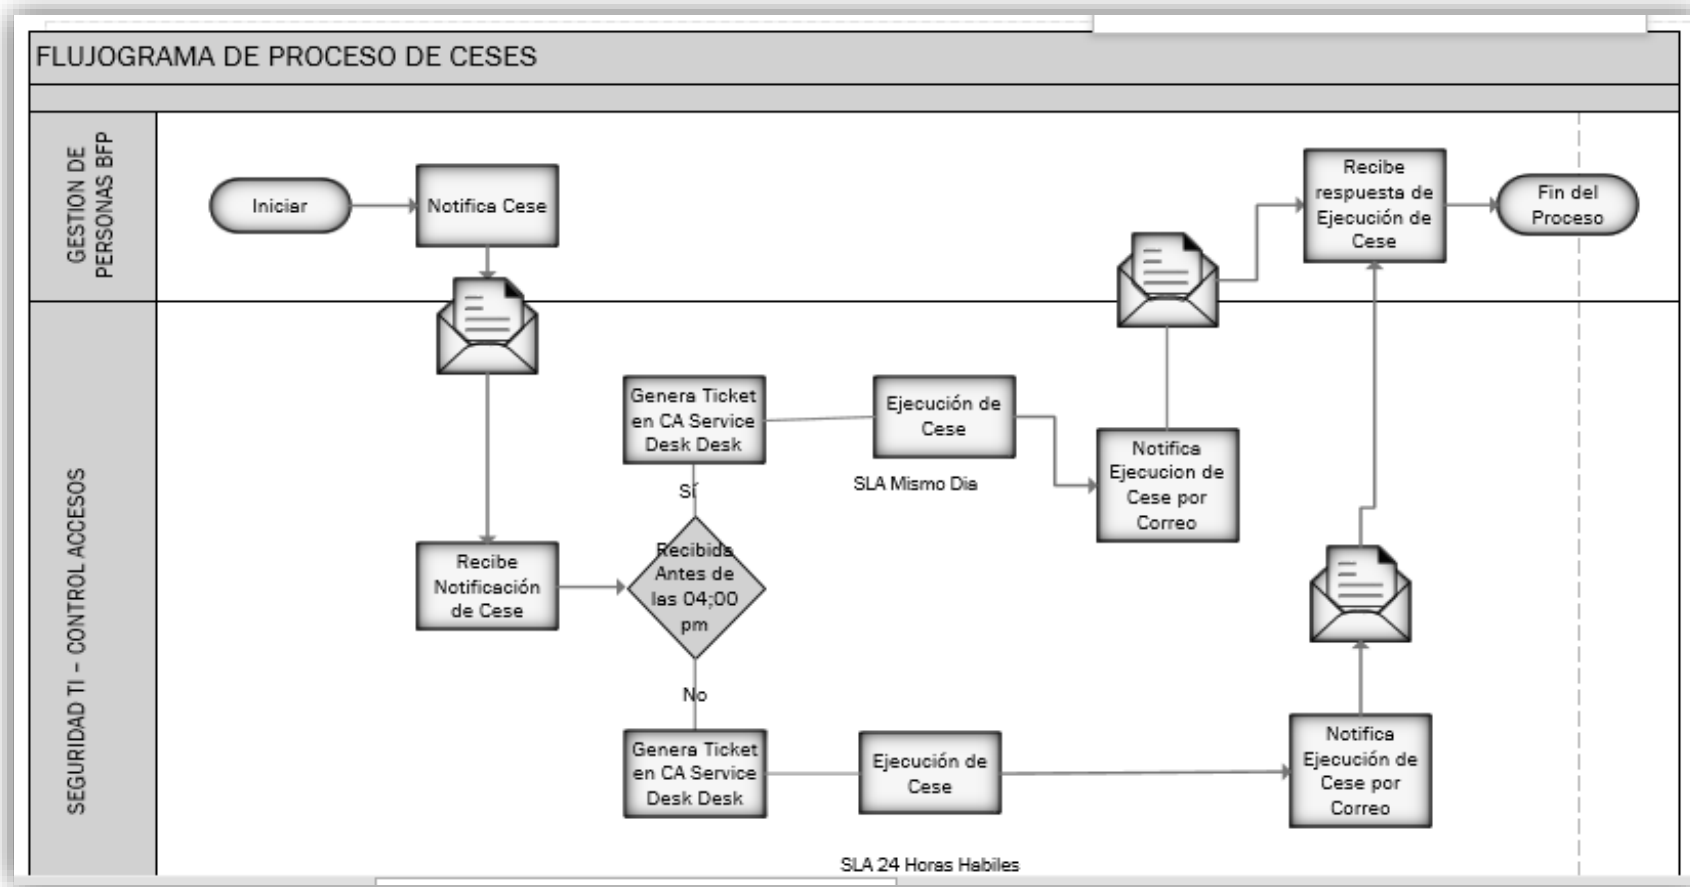 FLUJOGRAMA DE PROCESO DE CESES
GESTION DE
PERSONAS BFP
Iniciar
Notifica Cese
Recibe
respuesta de
Ejecución de
Cese
Fin del
Proceso
SEGURIDAD TI – CONTROL ACCESOS
Genera Ticket
en CA Service
Desk Desk
Ejecución de
Cese
SLA Mismo Dia
Notifica
Ejecucion de
Cese por
Correo
Sí
Recibe
Notificación
de Cese
Recibida
Antes de
las 04;00
pm
No
Genera Ticket
en CA Service
Desk Desk
Ejecución de
Cese
Notifica
Ejecución de
Cese por
Correo
SLA 24 Horas Habiles